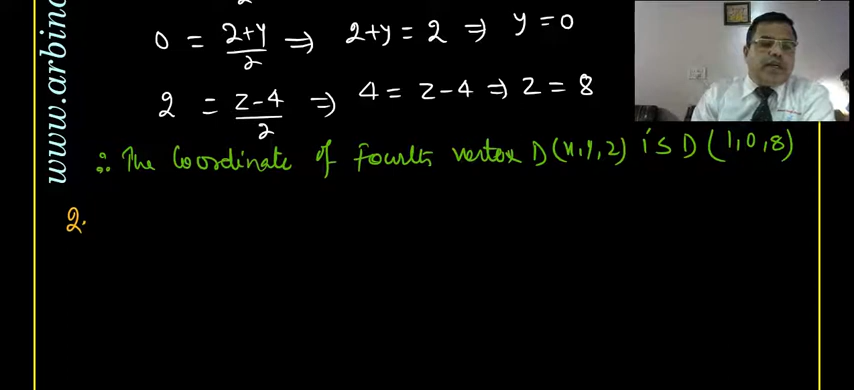 2
0 = (2+y)/2 ⇒ 2+y = 2 ⇒ y = 0
2 = (z-4)/2 ⇒ 4 = z-4 ⇒ z = 8
∴ The Coordinate of Fourth vertex D(x,y,z) is D(1,0,8)
2.
www.arbind